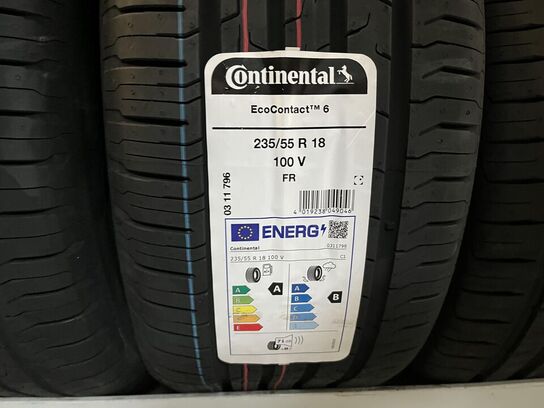 Continental
EcoContact™ 6
235/55 R 18
100 V
FR
03 11 796
4 019238 049046
ENERG
Continental 0311796
235/55 R 18 100 V C1
A A
B B
C C
D D
E E
A
B